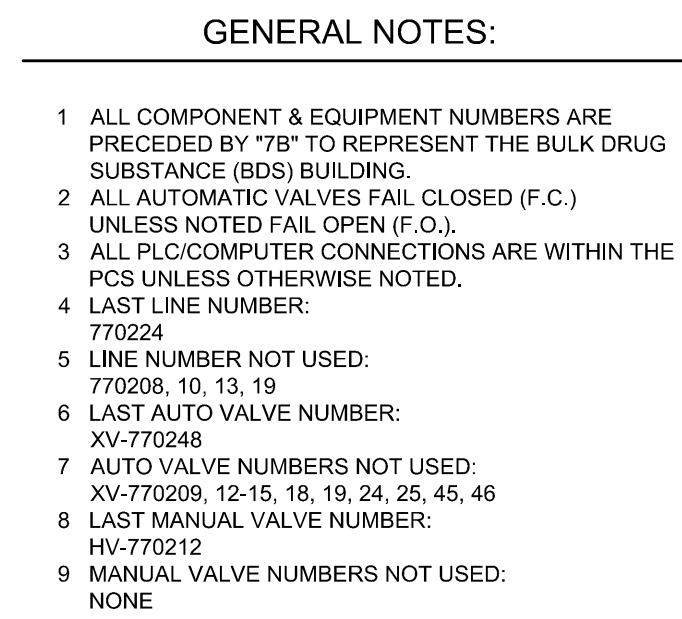 GENERAL NOTES:
1 ALL COMPONENT & EQUIPMENT NUMBERS ARE
PRECEDED BY "7B" TO REPRESENT THE BULK DRUG
SUBSTANCE (BDS) BUILDING.
2 ALL AUTOMATIC VALVES FAIL CLOSED (F.C.)
UNLESS NOTED FAIL OPEN (F.O.).
3 ALL PLC/COMPUTER CONNECTIONS ARE WITHIN THE
PCS UNLESS OTHERWISE NOTED.
4 LAST LINE NUMBER:
770224
5 LINE NUMBER NOT USED:
770208, 10, 13, 19
6 LAST AUTO VALVE NUMBER:
XV-770248
7 AUTO VALVE NUMBERS NOT USED:
XV-770209, 12-15, 18, 19, 24, 25, 45, 46
8 LAST MANUAL VALVE NUMBER:
HV-770212
9 MANUAL VALVE NUMBERS NOT USED:
NONE